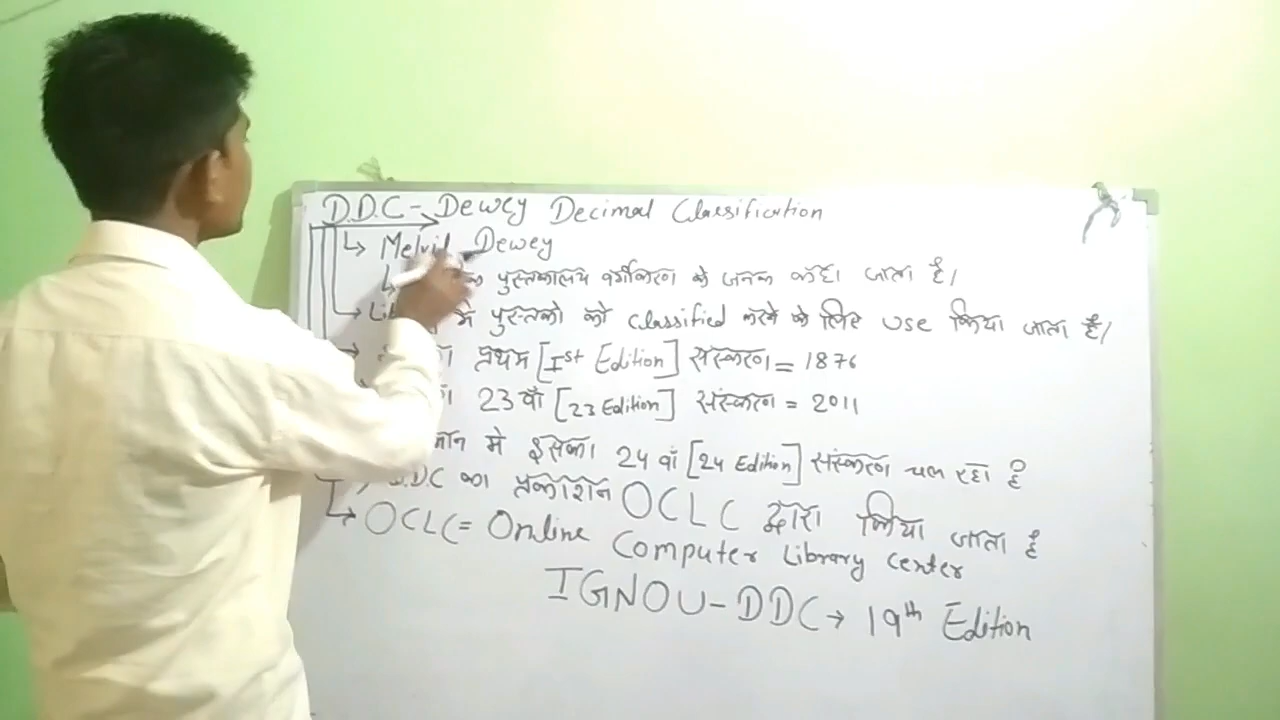 D.D.C - Dewey Decimal Classification
Melvil Dewey
पुस्तकालय वर्गीकरण के जनक कहा जाता है।
में पुस्तको को classified करने के लिए use किया जाता है।
प्रथम [Ist Edition] संस्करण = 1876
23 वाँ [23 Edition] संस्करण = 2011
मे इसका 24 वाँ [24 Edition] संस्करण चल रहा है
DDC का प्रकाशन OCLC द्वारा किया जाता है
OCLC = Online Computer Library Center
IGNOU - DDC → 19th Edition